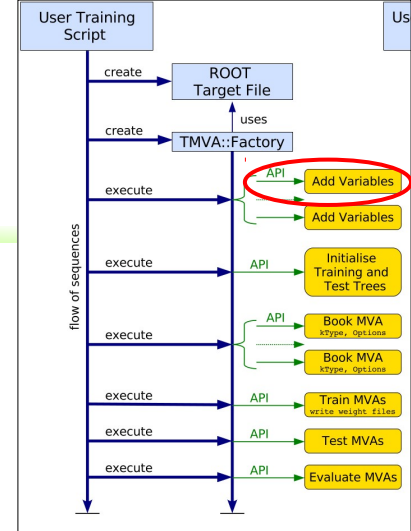 User Training
Script
Us
create
ROOT
Target File
uses
create
TMVA::Factory
API
Add Variables
execute
Add Variables
flow of sequences
execute
API
Initialise
Training and
Test Trees
API
Book MVA
kType, Options
execute
Book MVA
kType, Options
execute
API
Train MVAs
write weight files
execute
API
Test MVAs
execute
API
Evaluate MVAs